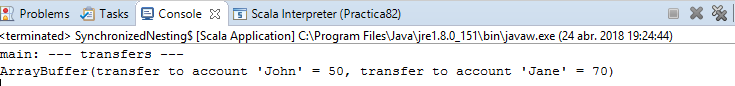 Problems Tasks Console Scala Interpreter (Practica82)
<terminated> SynchronizedNesting$ [Scala Application] C:\Program Files\Java\jre1.8.0_151\bin\javaw.exe (24 abr. 2018 19:24:44)
main: --- transfers ---
ArrayBuffer(transfer to account 'John' = 50, transfer to account 'Jane' = 70)